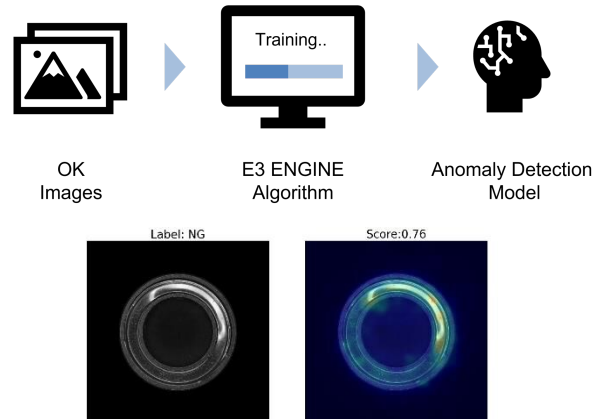 Training..
OK
Images
E3 ENGINE
Algorithm
Anomaly Detection
Model
Label: NG
Score:0.76